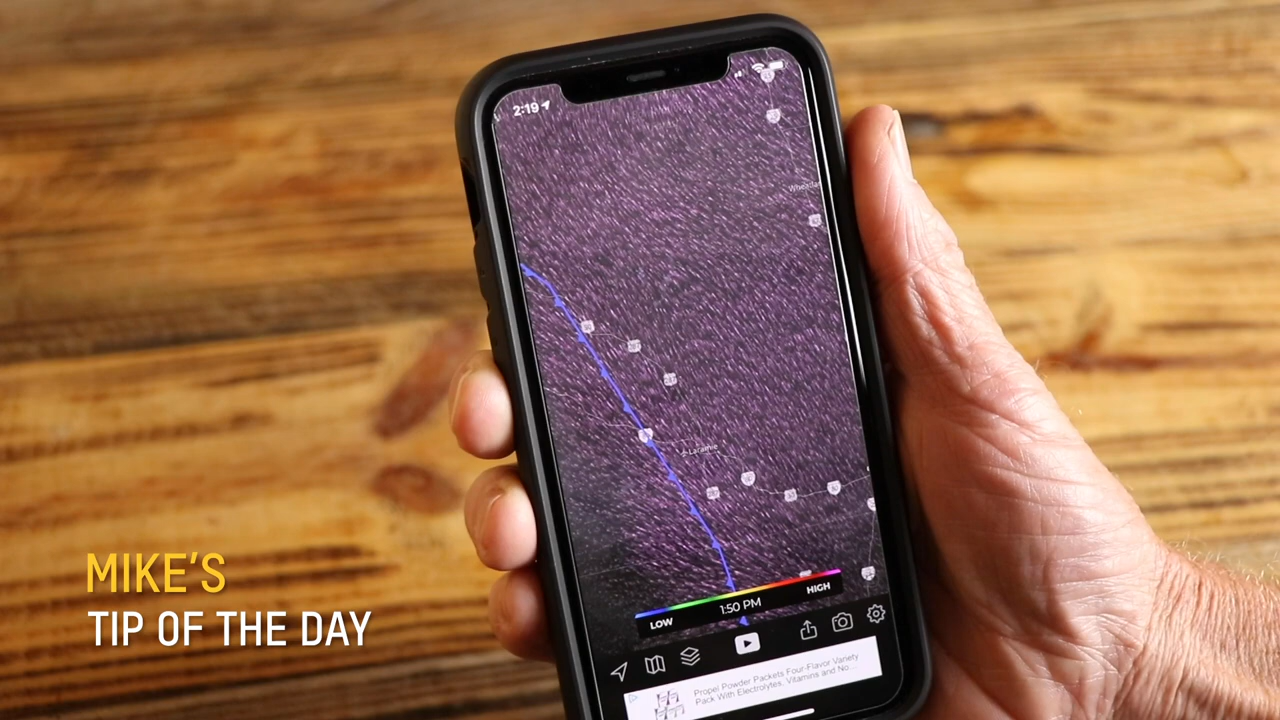 2:19
Laramie
LOW
1:50 PM
HIGH
Propel Powder Packets Four-Flavor Variety
Pack With Electrolytes, Vitamins and No...
MIKE'S
TIP OF THE DAY